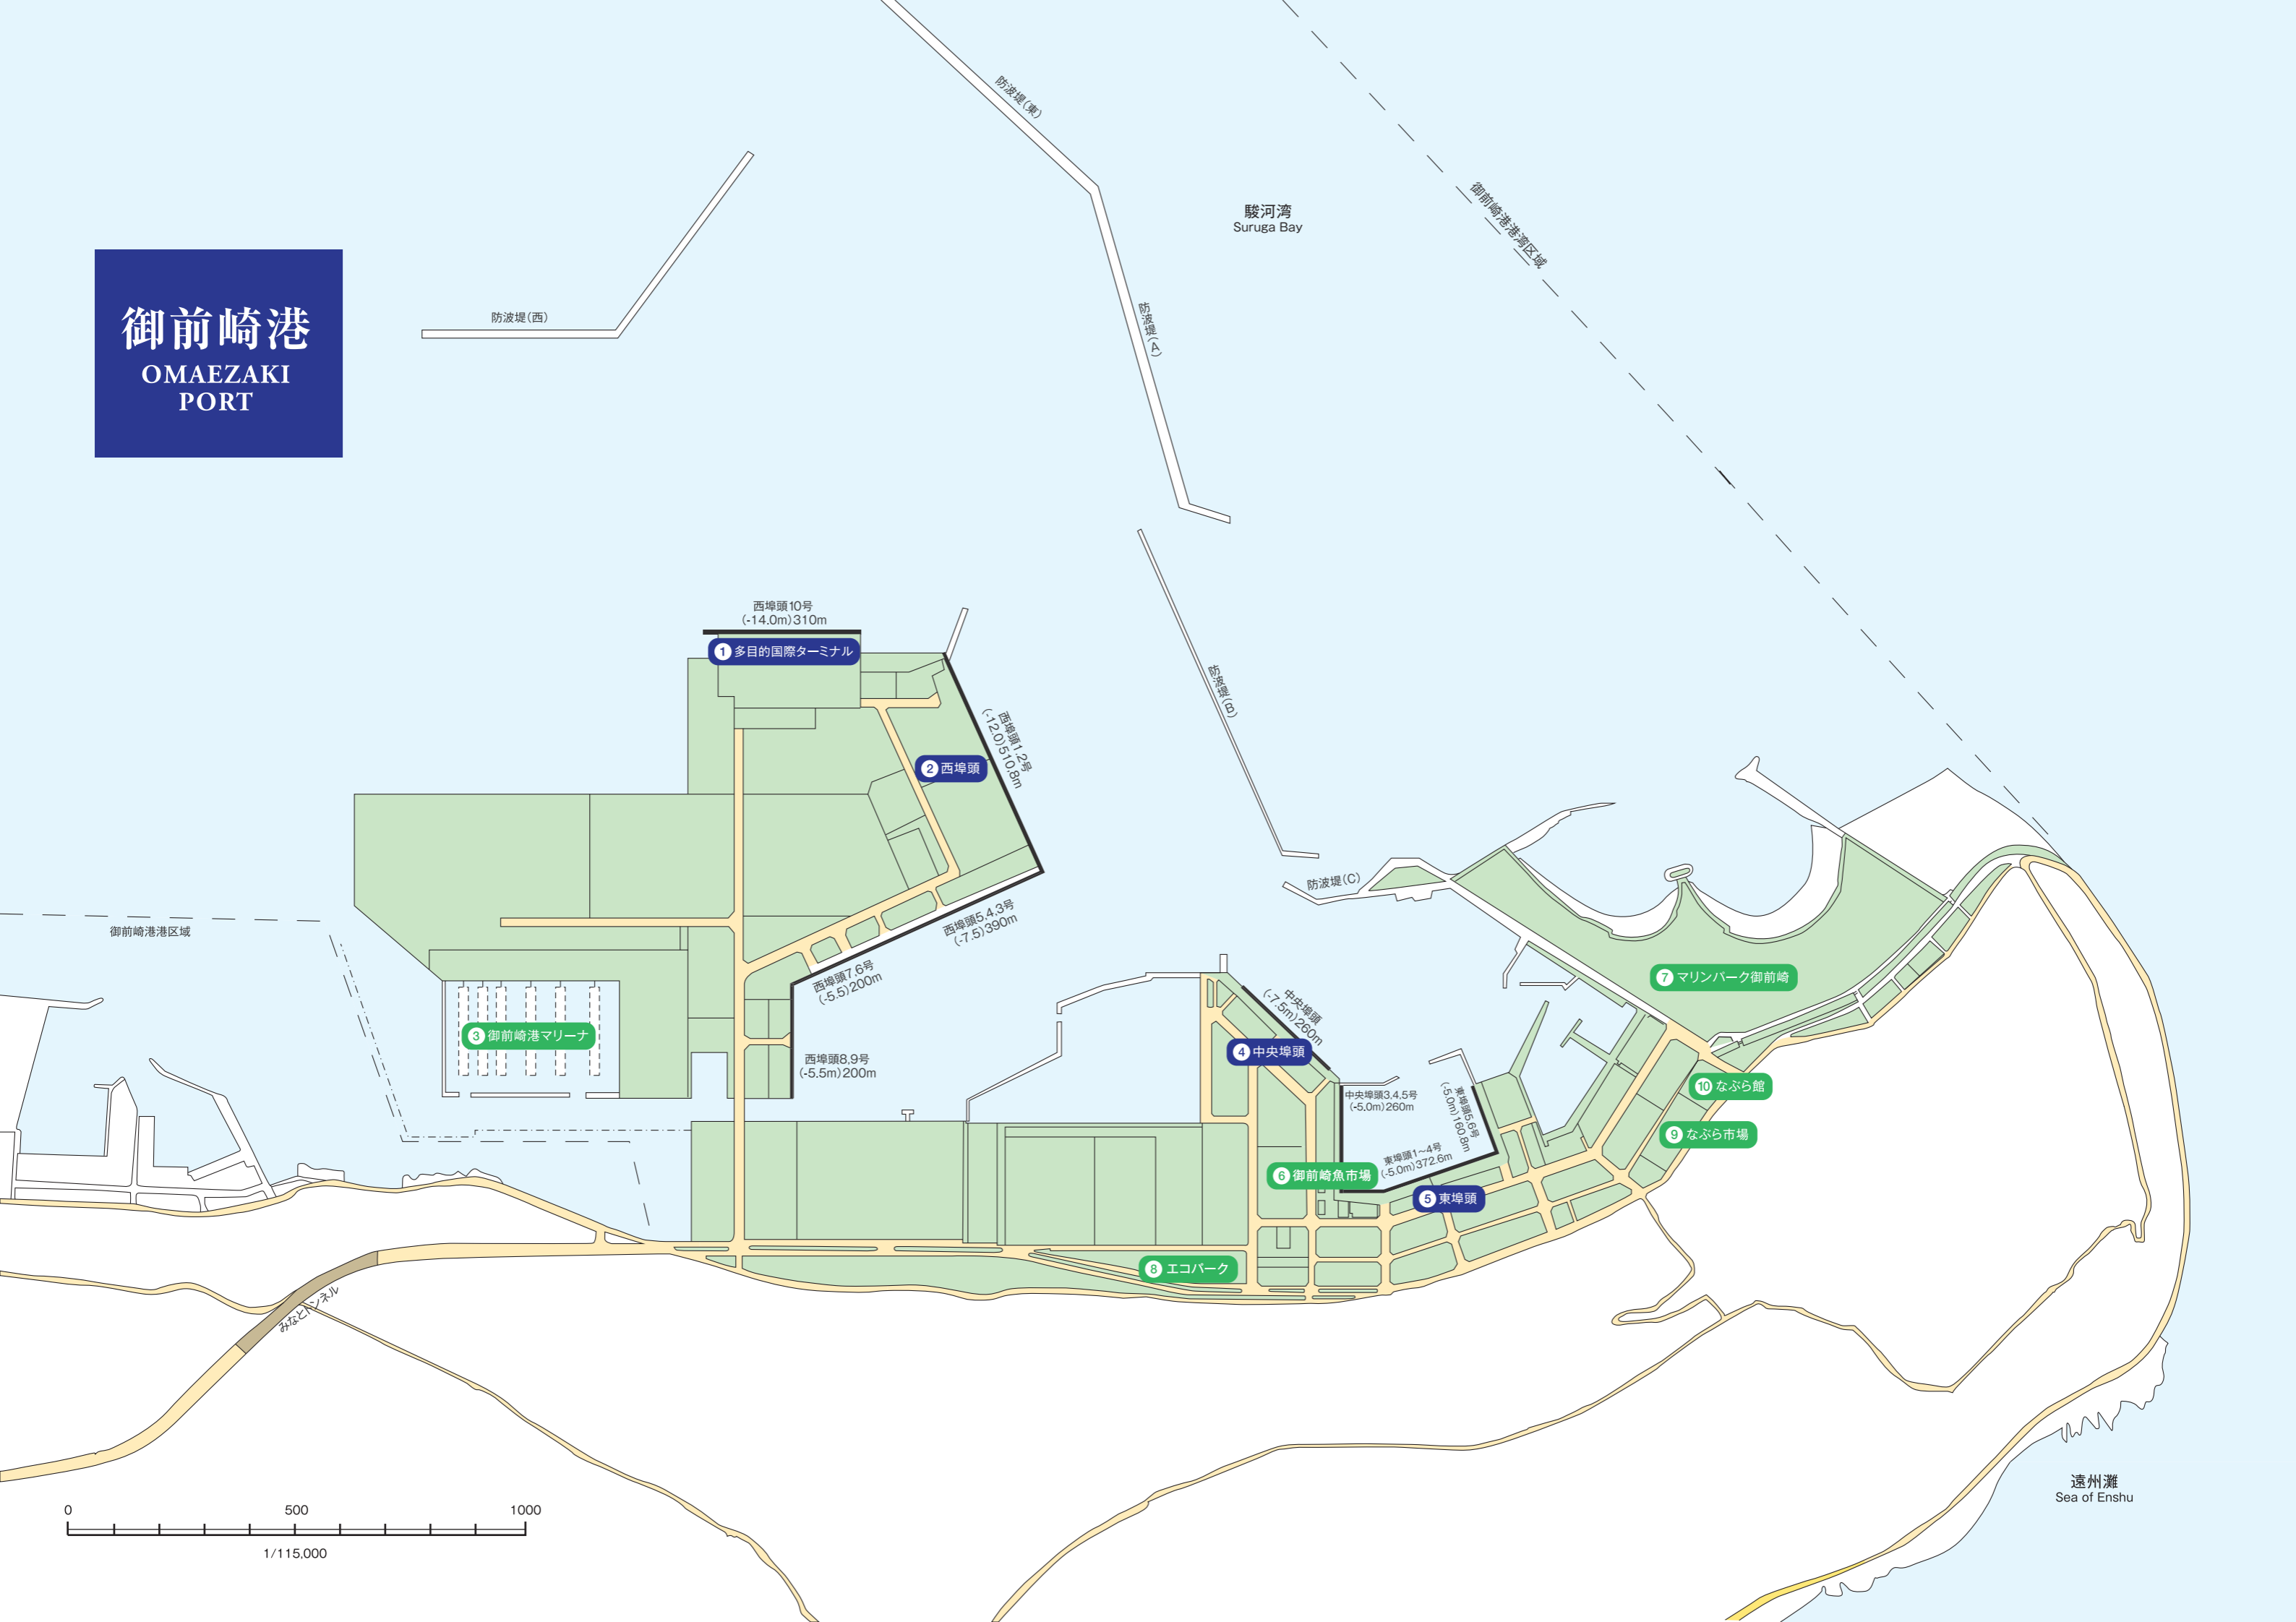 防波堤（東）
御前崎港港湾区域
駿河湾
Suruga Bay
御前崎港
OMAEZAKI
PORT
防波堤（西）
防波堤（A）
西埠頭10号
（-14.0m）310m
1 多目的国際ターミナル
防波堤（B）
西埠頭1.2号
（-12.0）510.8m
2 西埠頭
防波堤（C）
西埠頭5.4.3号
（-7.5）390m
御前崎港港区域
西埠頭7,6号
（-5.5）200m
7 マリンパーク御前崎
中央埠頭
（-7.5m）260m
3 御前崎港マリーナ
4 中央埠頭
西埠頭8,9号
（-5.5m）200m
中央埠頭3,4.5号
（-5.0m）260m
東埠頭5,6号
（-5.0m）160.8m
10 なぶら館
9 なぶら市場
東埠頭1〜4号
（-5.0m）372.6m
6 御前崎魚市場
5 東埠頭
8 エコパーク
みなとトンネル
遠州灘
Sea of Enshu
0 500 1000
1/115,000